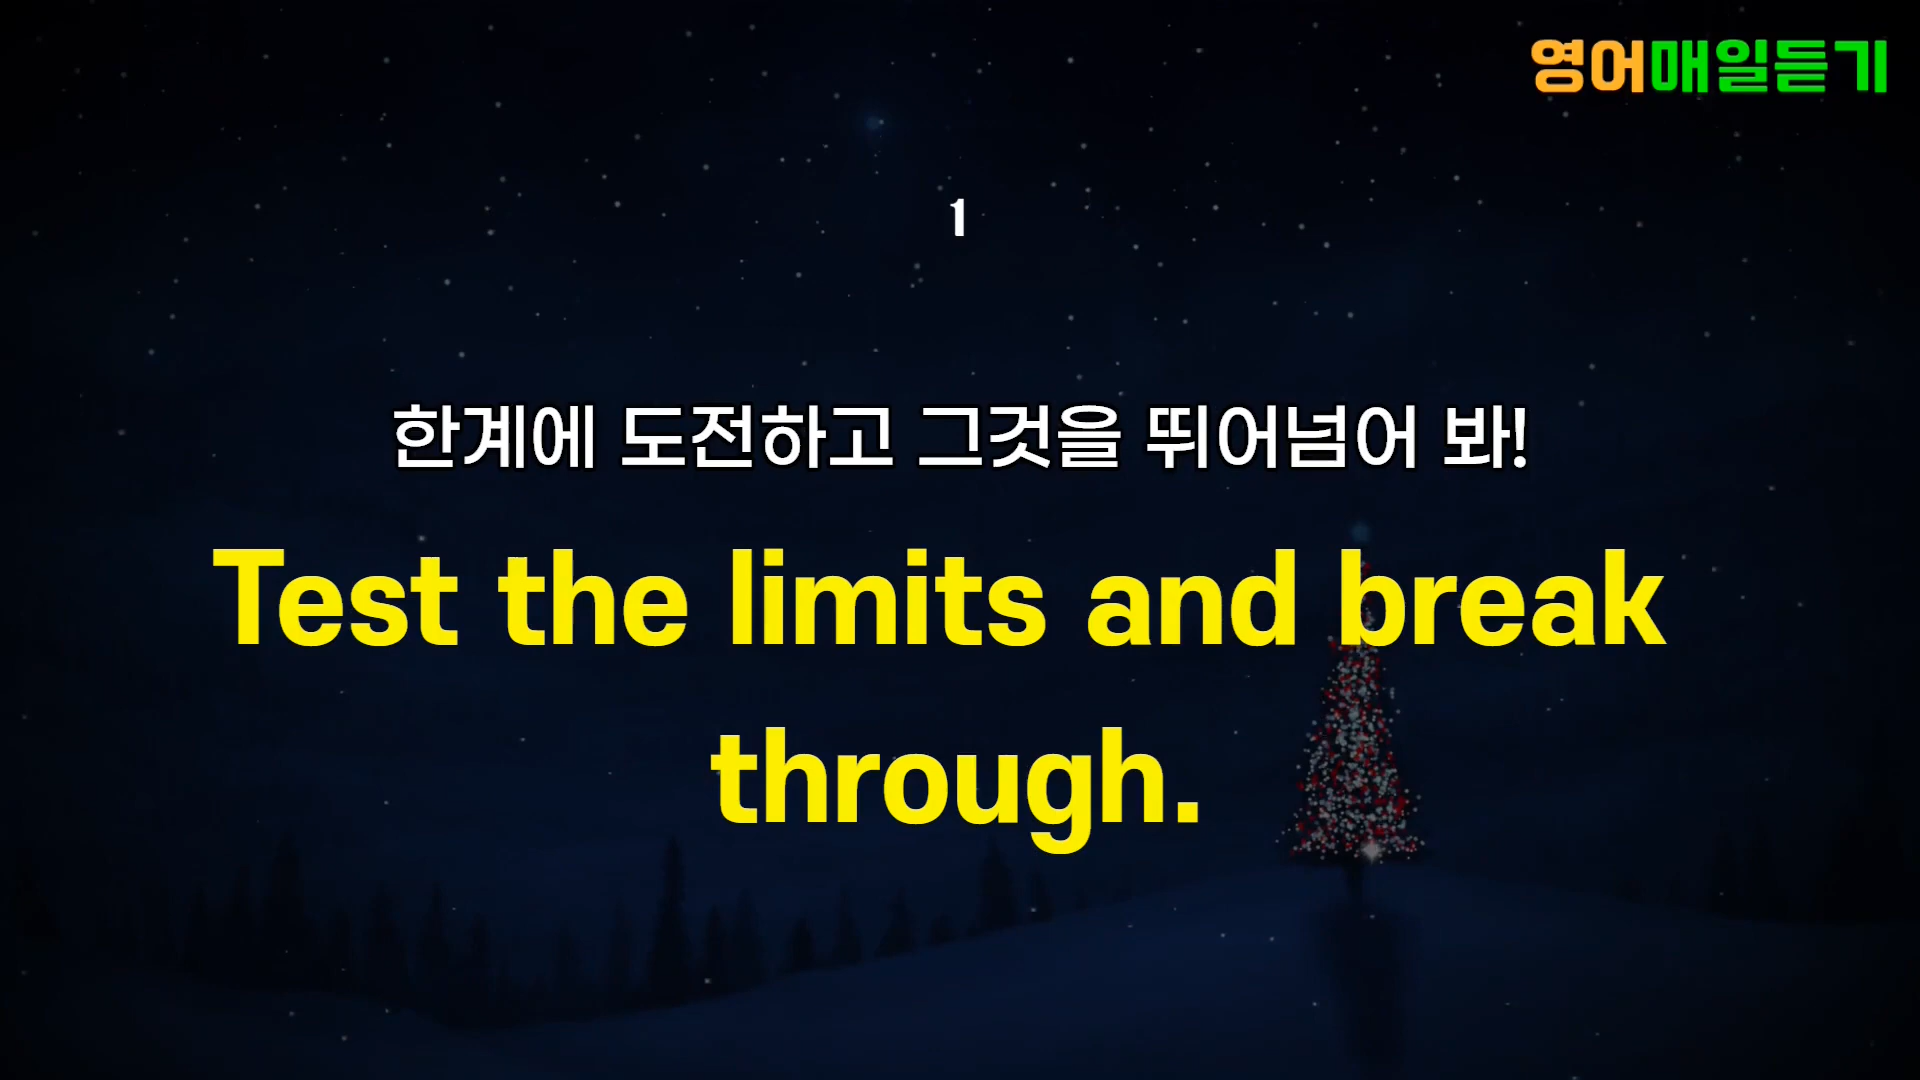 영어매일듣기
1
한계에 도전하고 그것을 뛰어넘어 봐!
Test the limits and break
through.